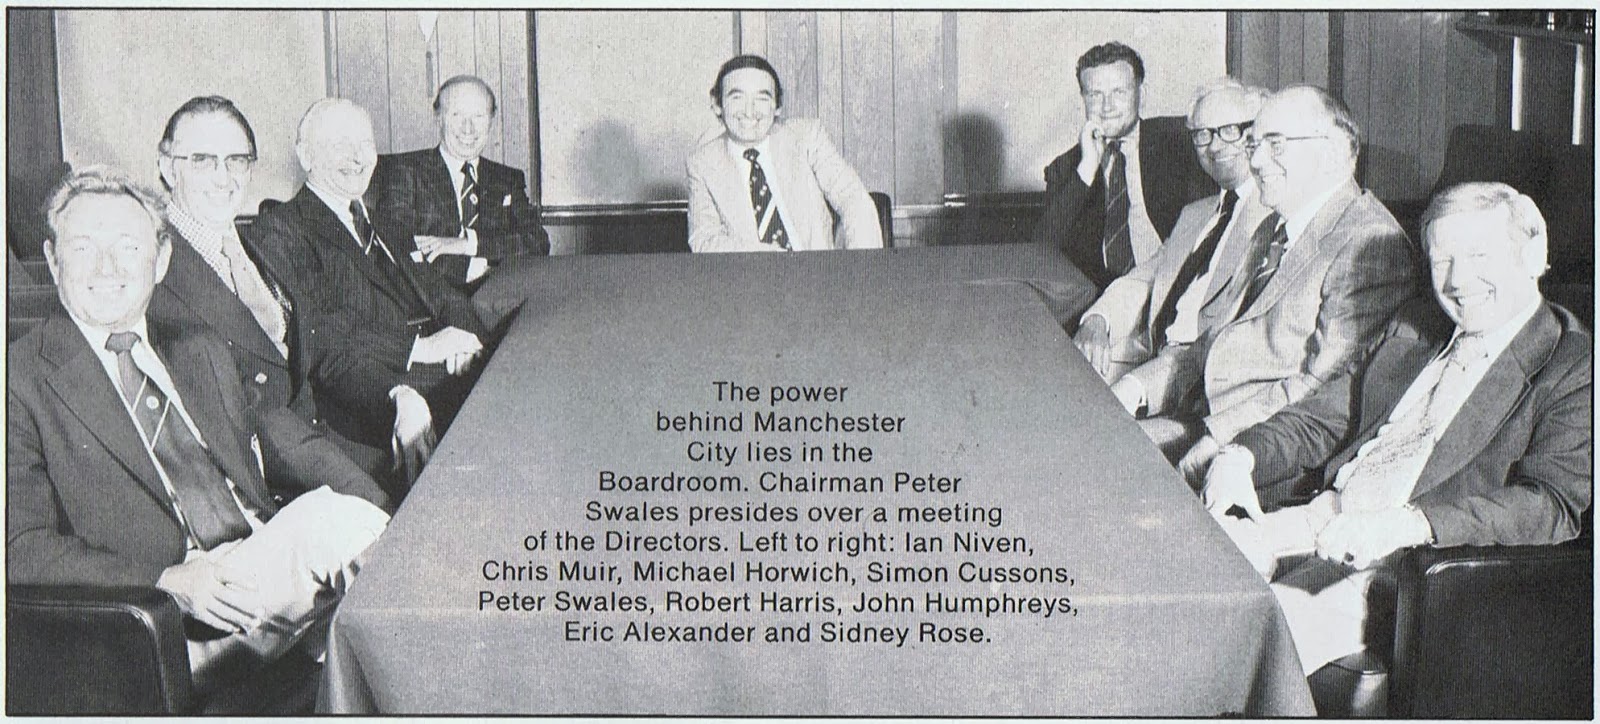 The power
behind Manchester
City lies in the
Boardroom. Chairman Peter
Swales presides over a meeting
of the Directors. Left to right: Ian Niven,
Chris Muir, Michael Horwich, Simon Cussons,
Peter Swales, Robert Harris, John Humphreys,
Eric Alexander and Sidney Rose.